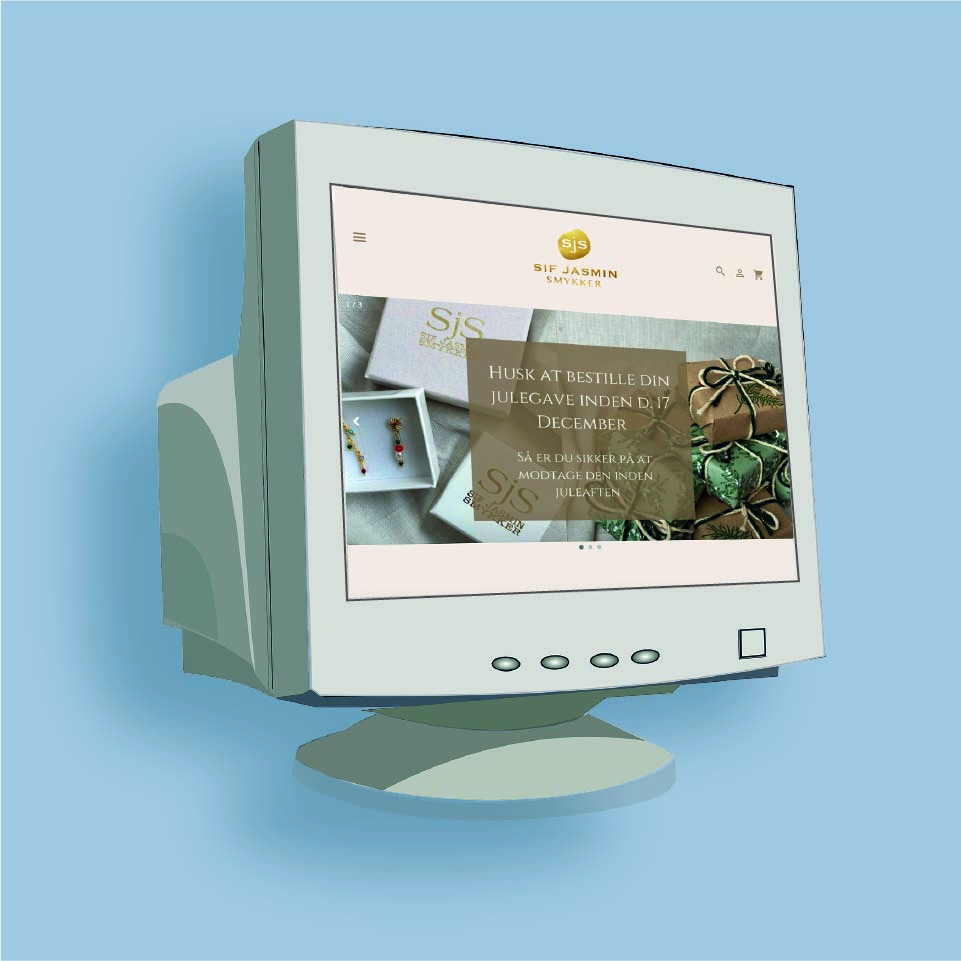 sjs
SIF JASMIN
SMYKKER
1/3
SjS
SIF JASMIN
SMYKKER
HUSK AT BESTILLE DIN
JULEGAVE INDEN D. 17
DECEMBER
SÅ ER DU SIKKER PÅ AT
MODTAGE DEN INDEN
JULEAFTEN
SjS
SIF JASMIN
SMYKKER